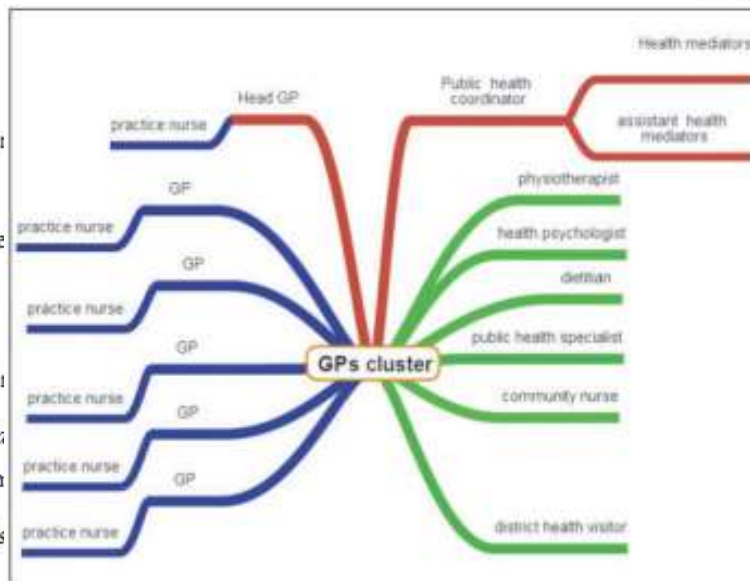 Health mediators
Public health
coordinator
Head GP
practice nurse
assistant health
mediators
physiotherapist
GP
practice nurse
health psychologist
GP
dietitian
practice nurse
public health specialist
GP
GPs cluster
practice nurse
community nurse
GP
practice nurse
GP
district health visitor
practice nurse